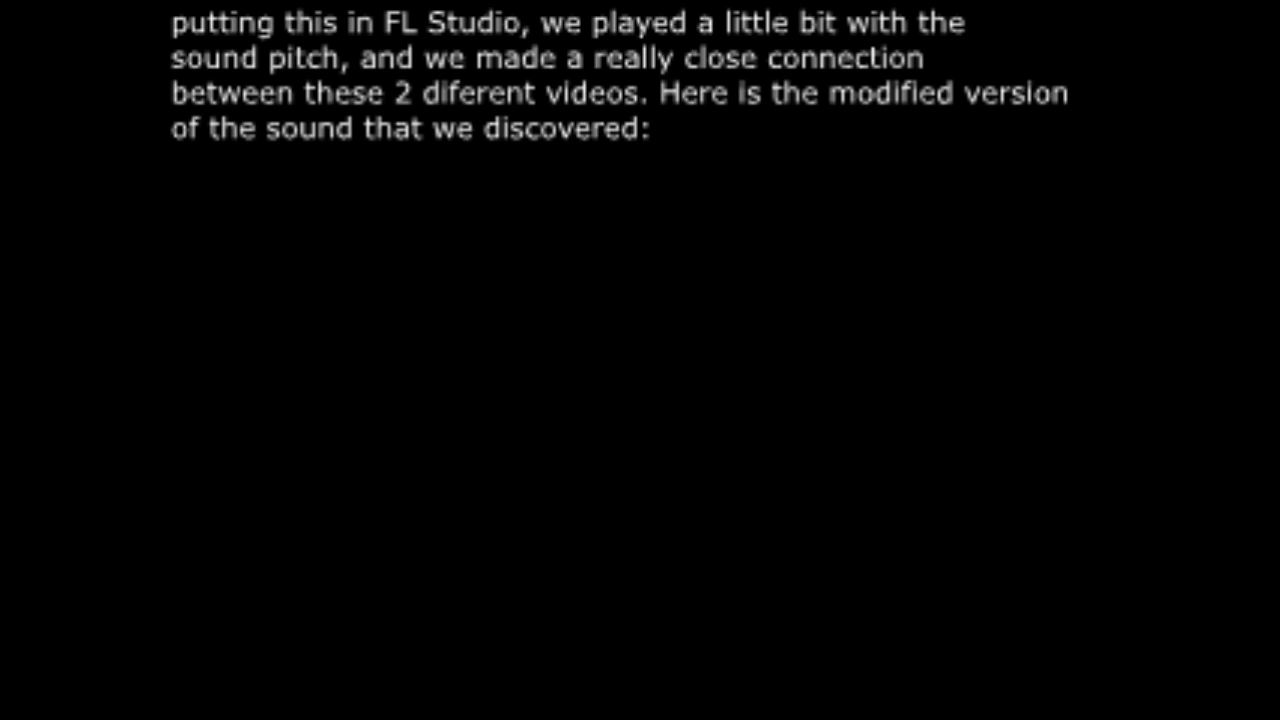 putting this in FL Studio, we played a little bit with the
sound pitch, and we made a really close connection
between these 2 diferent videos. Here is the modified version
of the sound that we discovered: